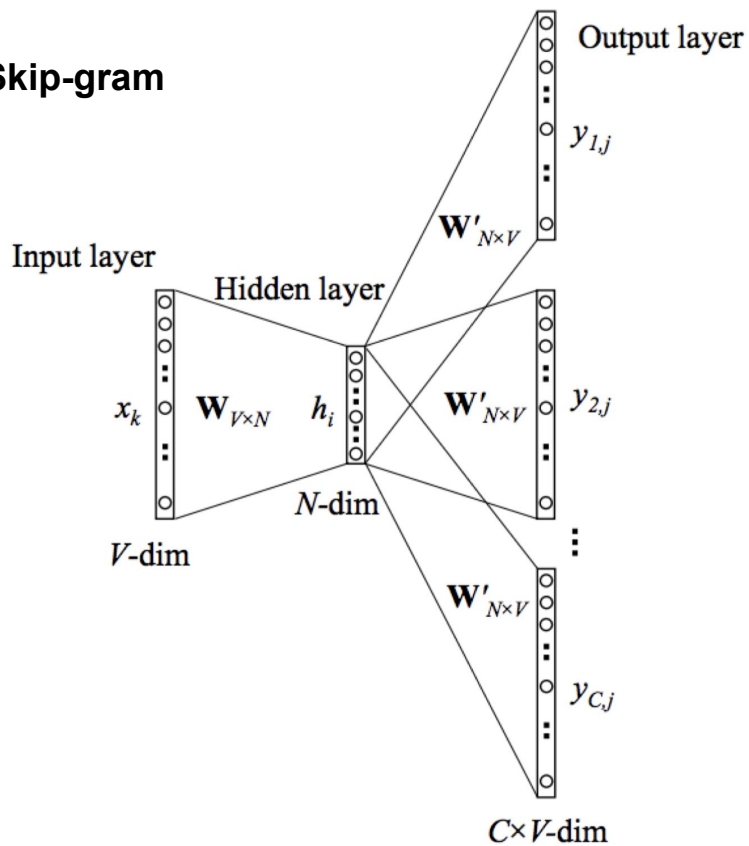 Skip-gram
Output layer
y1,j
W'N×V
Input layer
Hidden layer
xk
WV×N
hi
W'N×V
y2,j
N-dim
V-dim
W'N×V
yC,j
C×V-dim